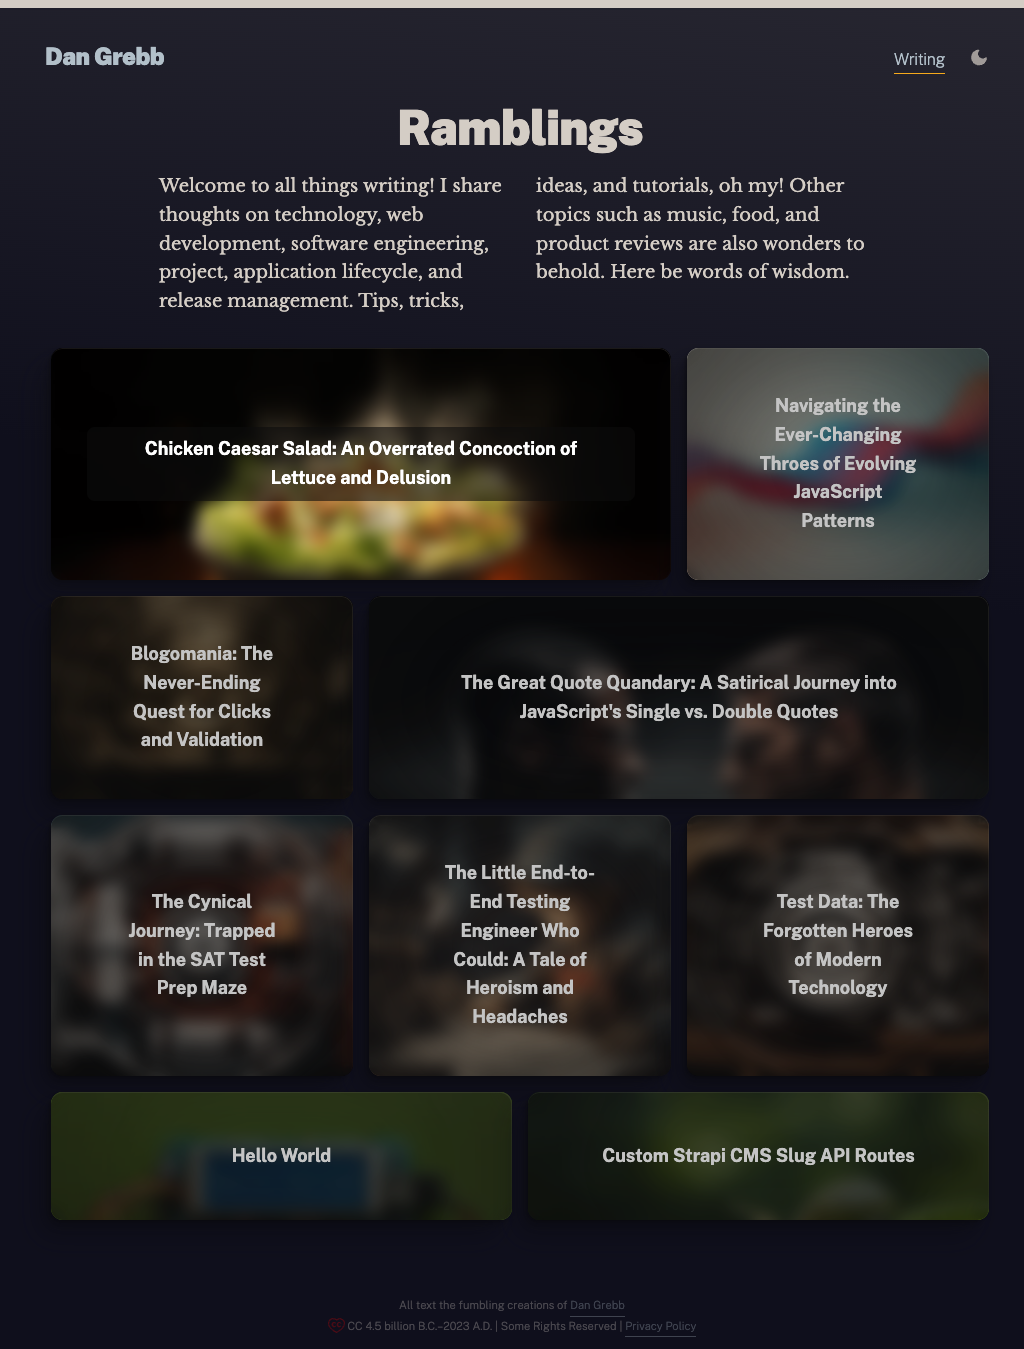 Dan Grebb
Writing
Ramblings
Welcome to all things writing! I share
thoughts on technology, web
development, software engineering,
project, application lifecycle, and
release management. Tips, tricks,
ideas, and tutorials, oh my! Other
topics such as music, food, and
product reviews are also wonders to
behold. Here be words of wisdom.
Chicken Caesar Salad: An Overrated Concoction of
Lettuce and Delusion
Navigating the
Ever-Changing
Throes of Evolving
JavaScript
Patterns
Blogomania: The
Never-Ending
Quest for Clicks
and Validation
The Great Quote Quandary: A Satirical Journey into
JavaScript's Single vs. Double Quotes
The Cynical
Journey: Trapped
in the SAT Test
Prep Maze
The Little End-to-
End Testing
Engineer Who
Could: A Tale of
Heroism and
Headaches
Test Data: The
Forgotten Heroes
of Modern
Technology
Hello World
Custom Strapi CMS Slug API Routes
All text the fumbling creations of Dan Grebb
CC 4.5 billion B.C.–2023 A.D. | Some Rights Reserved | Privacy Policy